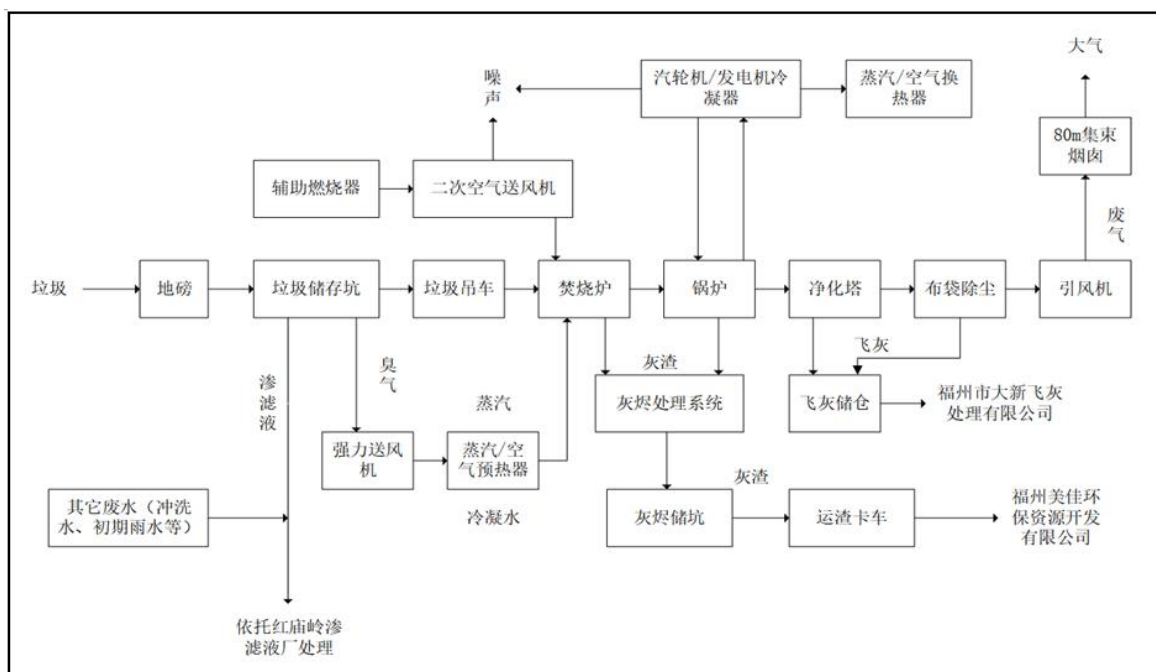 大气
噪
声
汽轮机/发电机冷
凝器
蒸汽/空气换
热器
80m集束
烟囱
辅助燃烧器
二次空气送风机
废
气
垃圾
地磅
垃圾储存坑
垃圾吊车
焚烧炉
锅炉
净化塔
布袋除尘
引风机
渗
滤
液
臭
气
灰渣
飞灰
蒸汽
灰烬处理系统
飞灰储仓
福州市大新飞灰
处理有限公司
强力送风
机
蒸汽/空
气预热器
冷凝水
灰渣
其它废水（冲洗
水、初期雨水等）
灰烬储坑
运渣卡车
福州美佳环
保资源开发
有限公司
依托红庙岭渗
滤液厂处理